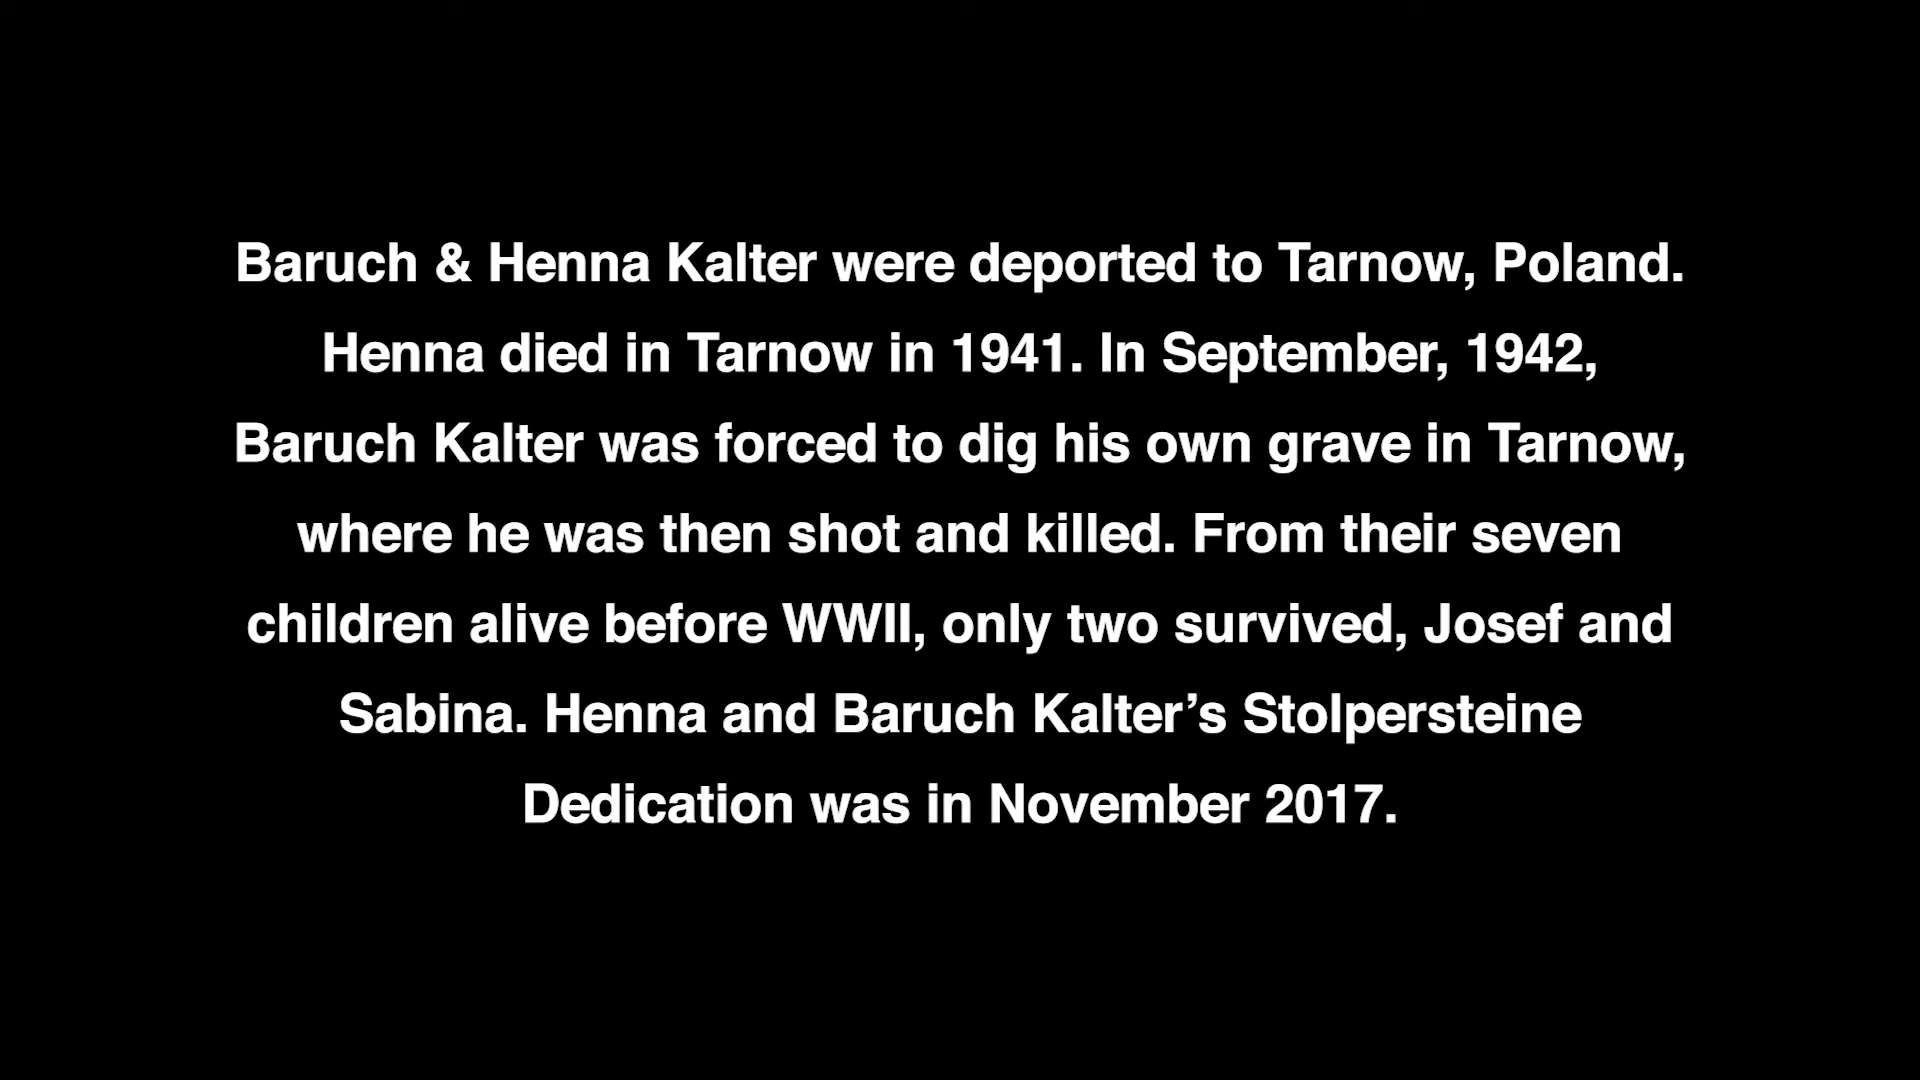 Baruch & Henna Kalter were deported to Tarnow, Poland.
Henna died in Tarnow in 1941. In September, 1942,
Baruch Kalter was forced to dig his own grave in Tarnow,
where he was then shot and killed. From their seven
children alive before WWII, only two survived, Josef and
Sabina. Henna and Baruch Kalter’s Stolpersteine
Dedication was in November 2017.